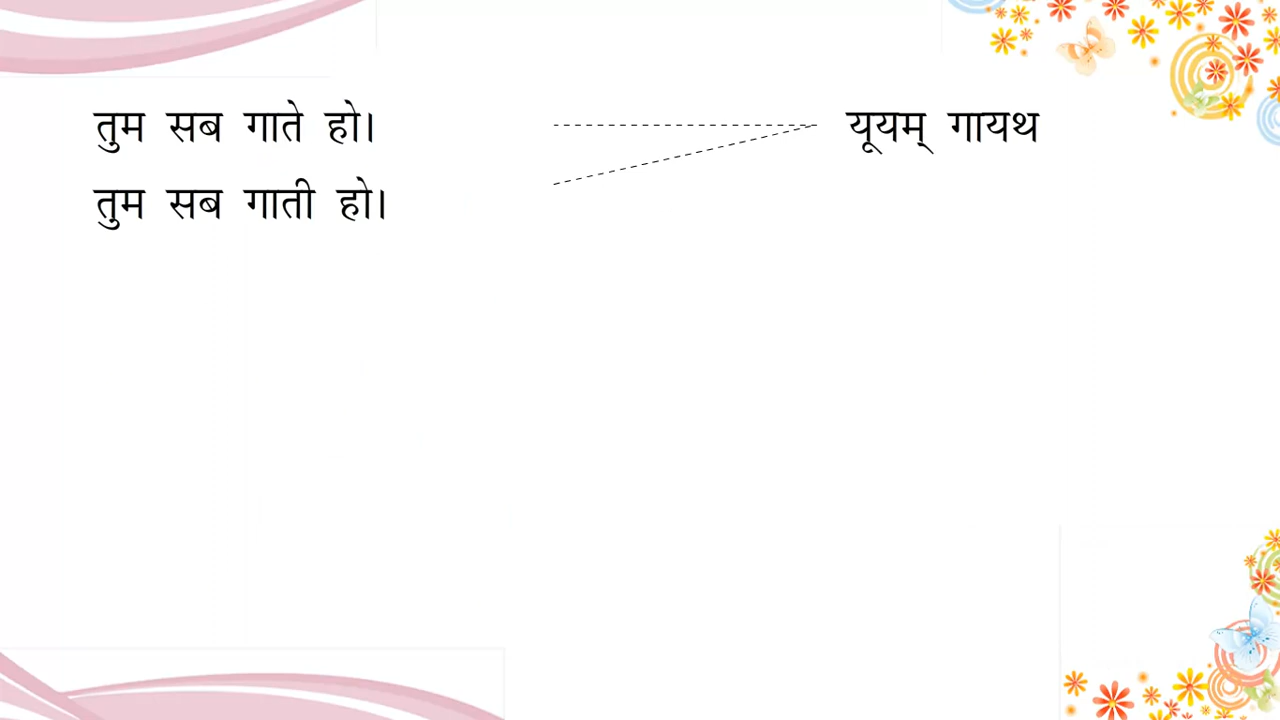 तुम सब गाते हो। यूयम् गायथ
तुम सब गाती हो।